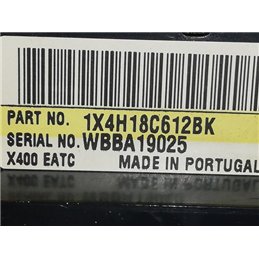 PART NO. 1X4H18C612BK
SERIAL NO. WBBA19025
X400 EATC MADE IN PORTUGAL